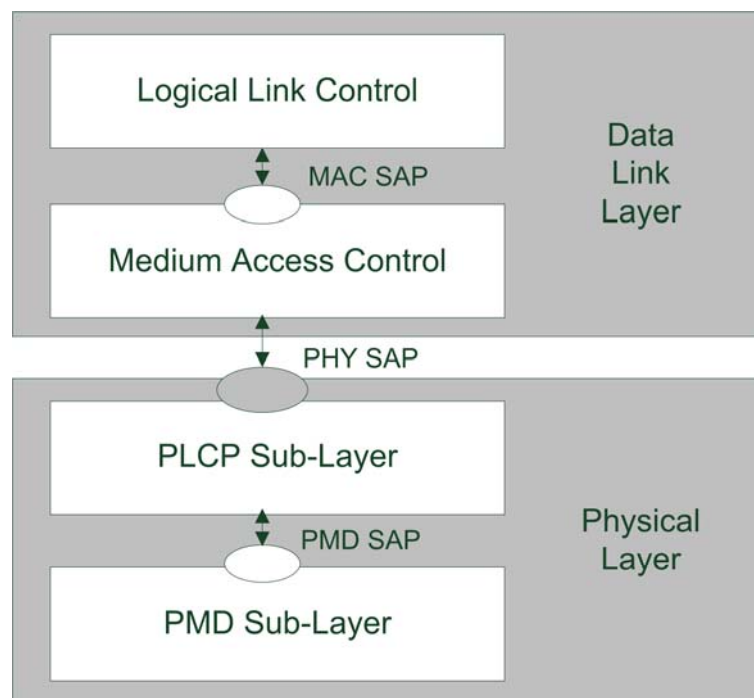 Logical Link Control
MAC SAP
Medium Access Control
Data
Link
Layer
PHY SAP
PLCP Sub-Layer
PMD SAP
PMD Sub-Layer
Physical
Layer